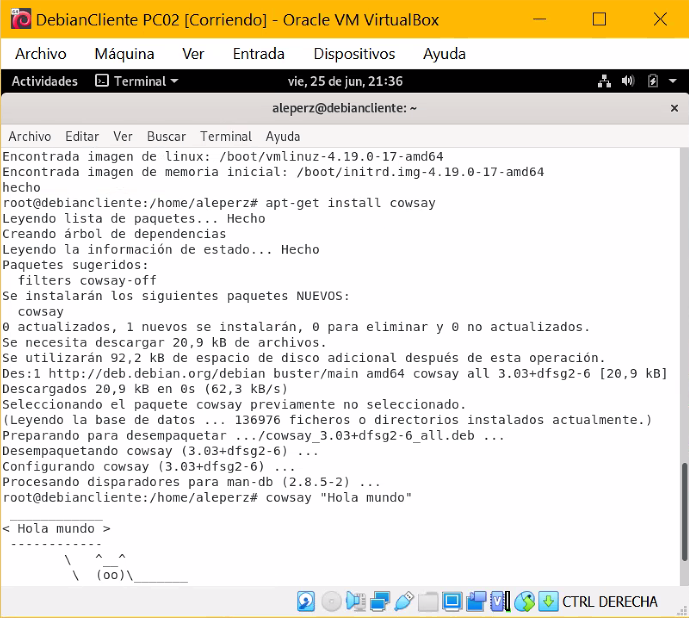 DebianCliente PC02 [Corriendo] - Oracle VM VirtualBox
Archivo Máquina Ver Entrada Dispositivos Ayuda
Actividades Terminal vie, 25 de jun, 21:36
aleperz@debiancliente: ~
Archivo Editar Ver Buscar Terminal Ayuda
Encontrada imagen de linux: /boot/vmlinuz-4.19.0-17-amd64
Encontrada imagen de memoria inicial: /boot/initrd.img-4.19.0-17-amd64
hecho
root@debiancliente:/home/aleperz# apt-get install cowsay
Leyendo lista de paquetes... Hecho
Creando árbol de dependencias
Leyendo la información de estado... Hecho
Paquetes sugeridos:
  filters cowsay-off
Se instalarán los siguientes paquetes NUEVOS:
  cowsay
0 actualizados, 1 nuevos se instalarán, 0 para eliminar y 0 no actualizados.
Se necesita descargar 20,9 kB de archivos.
Se utilizarán 92,2 kB de espacio de disco adicional después de esta operación.
Des:1 http://deb.debian.org/debian buster/main amd64 cowsay all 3.03+dfsg2-6 [20,9 kB]
Descargados 20,9 kB en 0s (62,3 kB/s)
Seleccionando el paquete cowsay previamente no seleccionado.
(Leyendo la base de datos ... 136976 ficheros o directorios instalados actualmente.)
Preparando para desempaquetar .../cowsay_3.03+dfsg2-6_all.deb ...
Desempaquetando cowsay (3.03+dfsg2-6) ...
Configurando cowsay (3.03+dfsg2-6) ...
Procesando disparadores para man-db (2.8.5-2) ...
root@debiancliente:/home/aleperz# cowsay "Hola mundo"
 ____________
< Hola mundo >
 ------------
        \   ^__^
         \  (oo)\_______
CTRL DERECHA